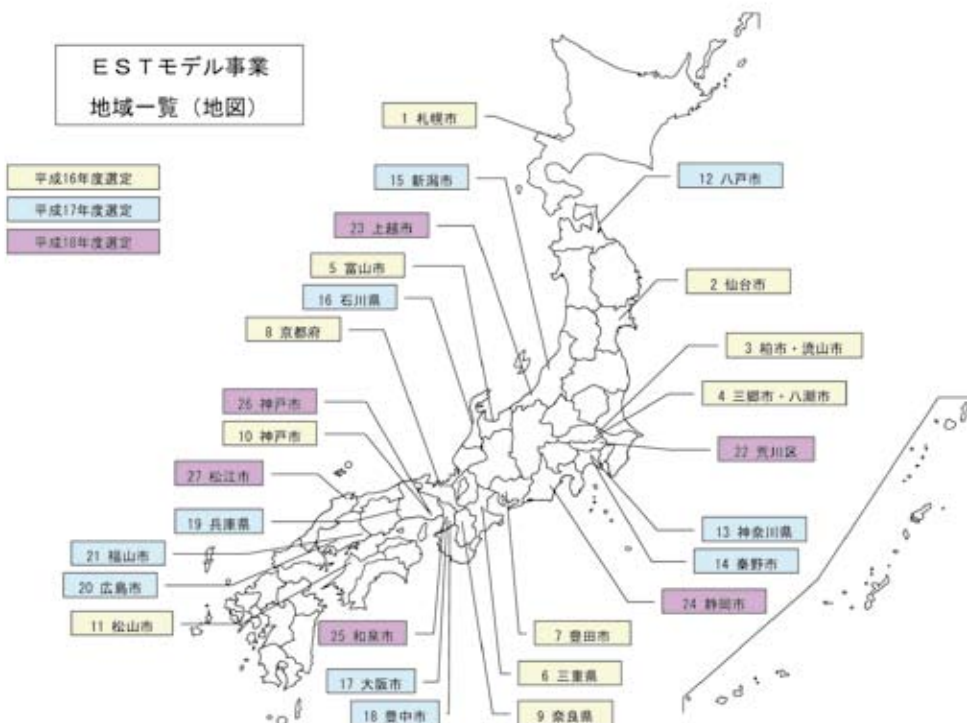 ESTモデル事業
地域一覧（地図）
平成16年度選定
平成17年度選定
平成18年度選定
1 札幌市
15 新潟市
12 八戸市
23 上越市
5 富山市
2 仙台市
16 石川県
8 京都府
3 柏市・流山市
4 三郷市・八潮市
26 神戸市
10 神戸市
22 荒川区
27 松江市
19 兵庫県
13 神奈川県
21 福山市
14 秦野市
20 広島市
24 静岡市
11 松山市
25 和泉市
7 豊田市
6 三重県
17 大阪市
18 豊中市
9 奈良県